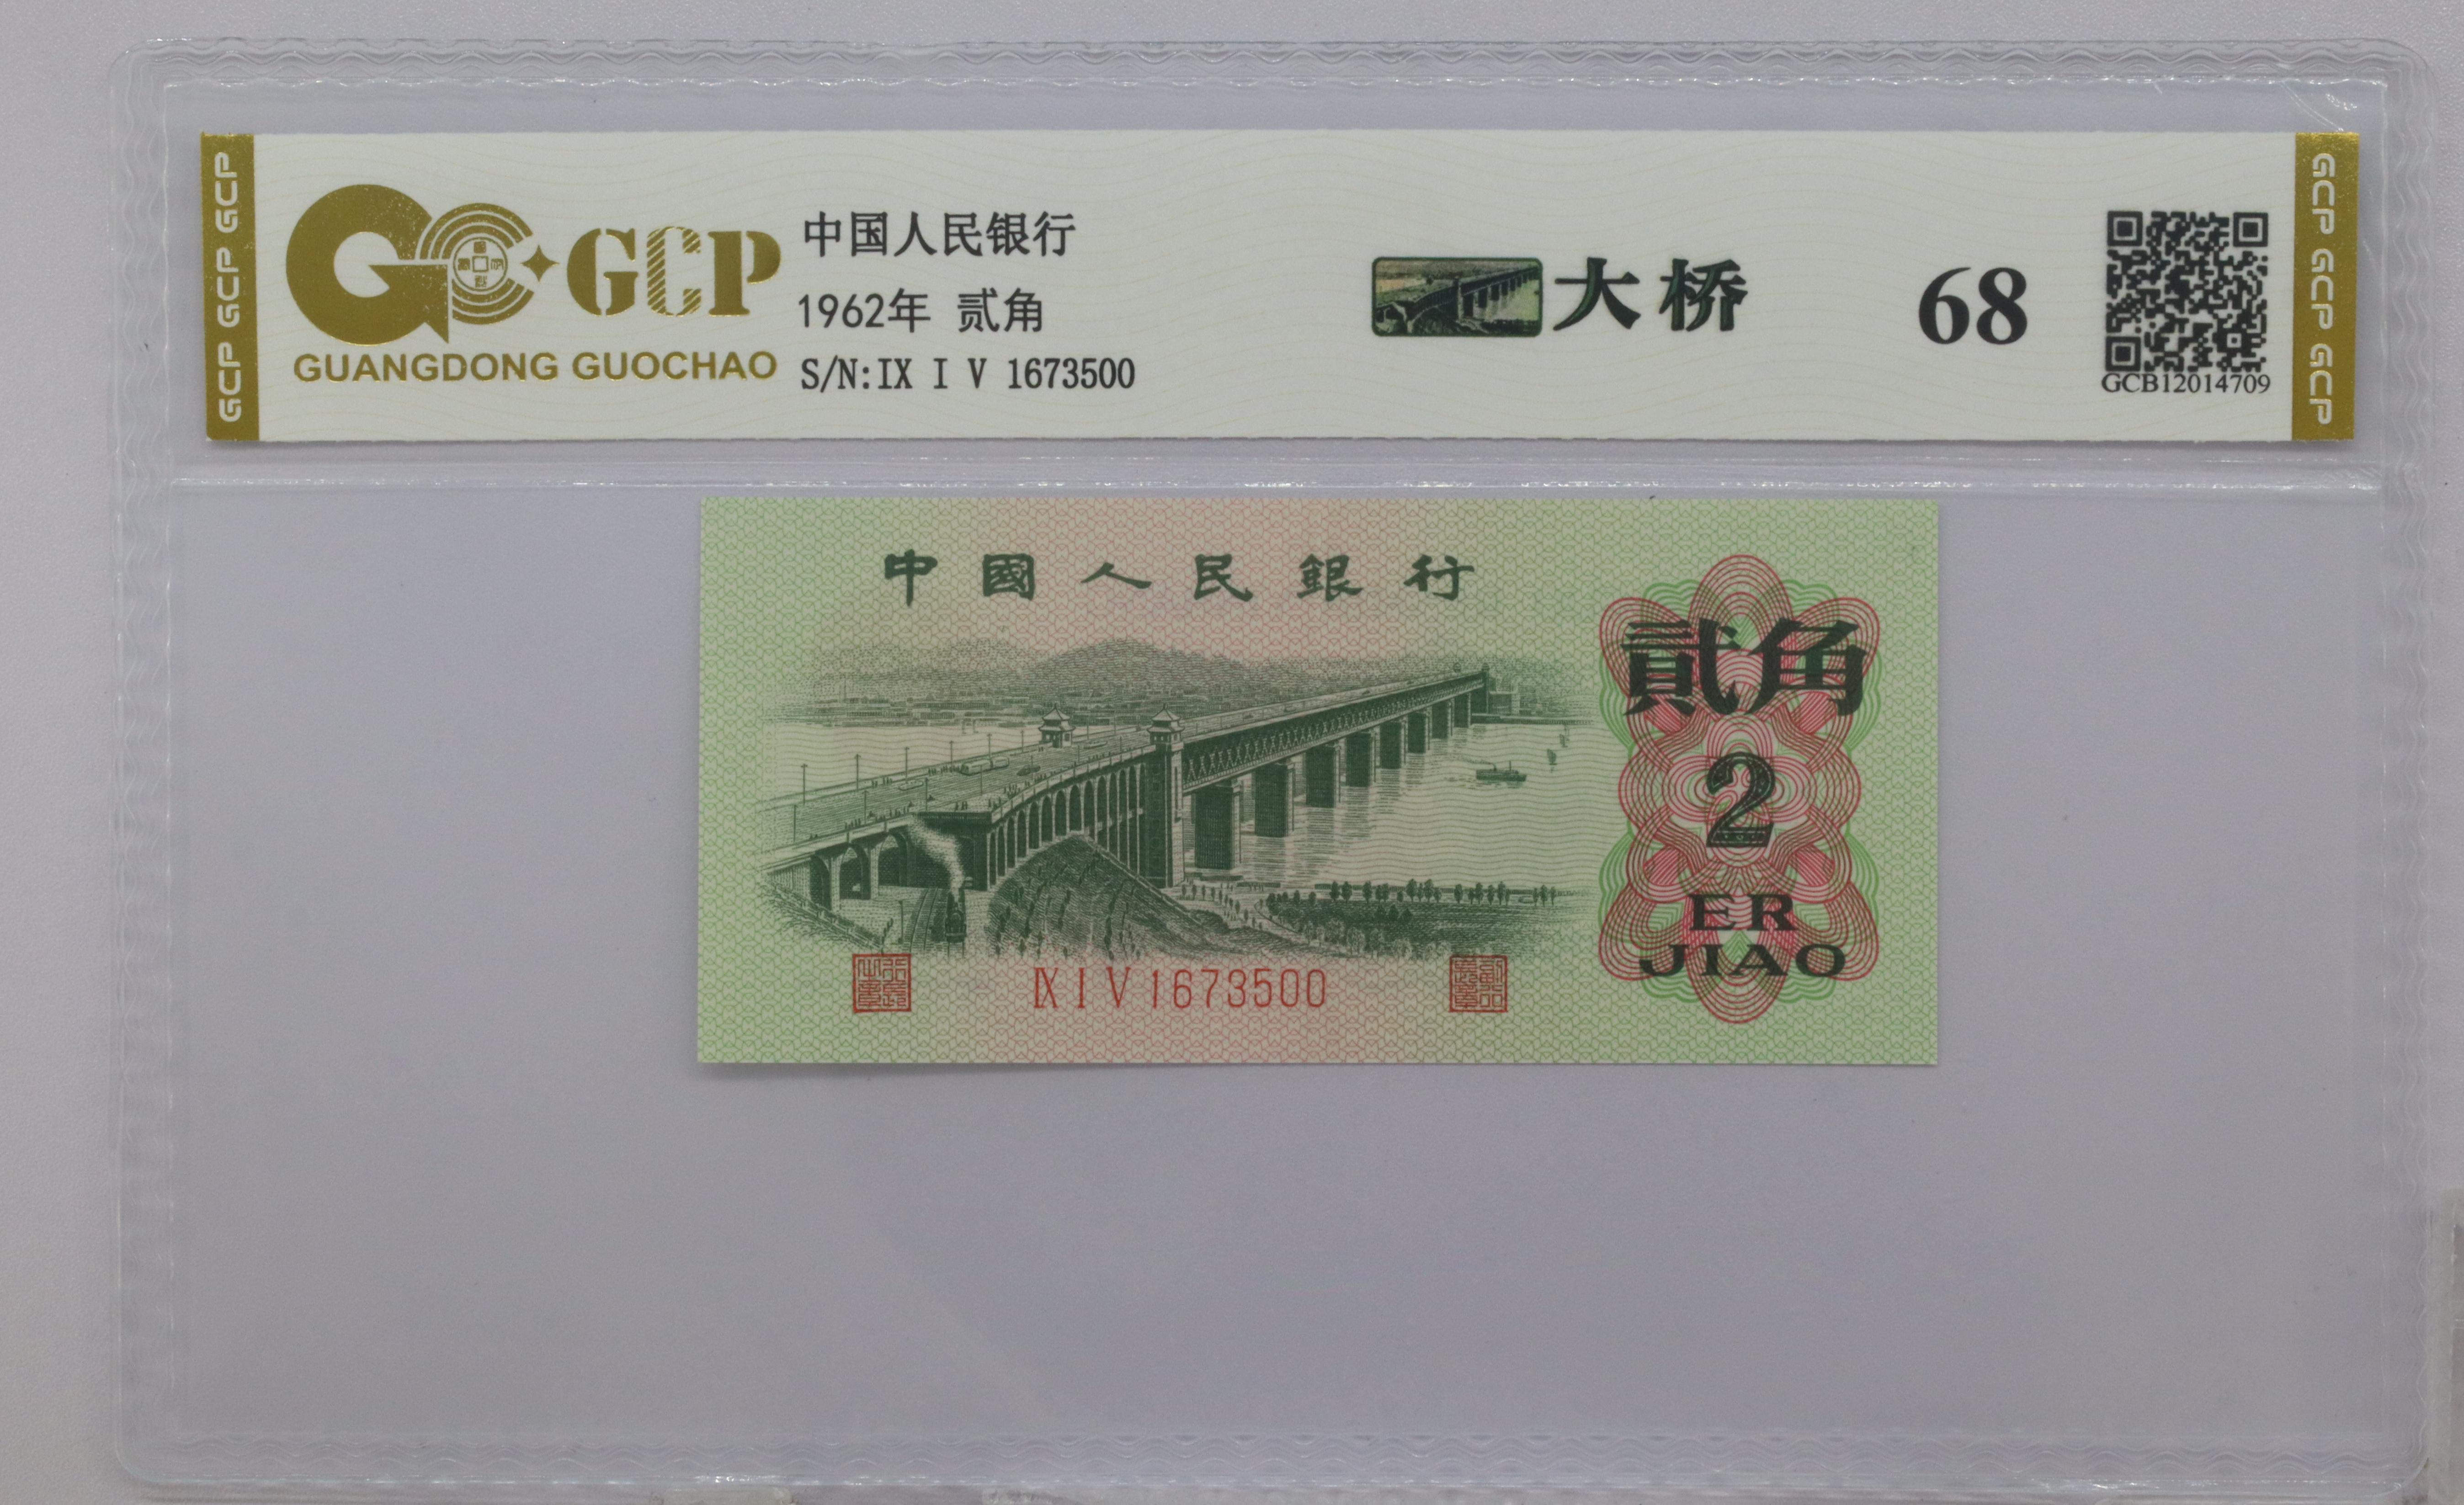 GCP GCP GCP
GCP
GUANGDONG GUOCHAO
中国人民银行
1962年 贰角
S/N:IX I V 1673500
大桥
68
GCB12014709
GCP GCP GCP
中國人民銀行
貳角
2
ER
JIAO
IX I V 1673500